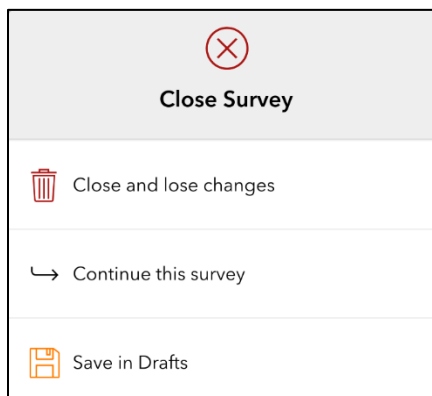 Close Survey
Close and lose changes
Continue this survey
Save in Drafts